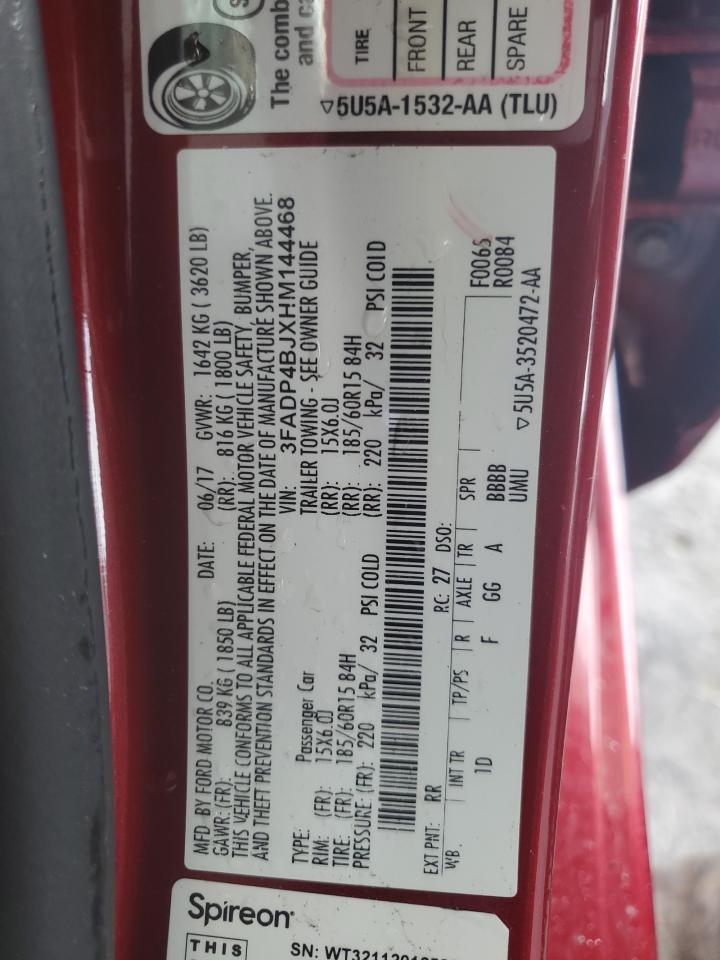 The comb
and ca
TIRE
FRONT
REAR
SPARE
▽5U5A-1532-AA (TLU)
MFD BY FORD MOTOR CO.
DATE: 06/17 GVWR: 1642 KG ( 3620 LB)
GAWR: (FR): 839 KG ( 1850 LB) (RR): 816 KG ( 1800 LB)
THIS VEHICLE CONFORMS TO ALL APPLICABLE FEDERAL MOTOR VEHICLE SAFETY, BUMPER,
AND THEFT PREVENTION STANDARDS IN EFFECT ON THE DATE OF MANUFACTURE SHOWN ABOVE.
VIN: 3FADP4BJXHM144468
TYPE: Passenger Car TRAILER TOWING - SEE OWNER GUIDE
RIM: (FR): 15X6.0J (RR): 15X6.0J
TIRE: (FR): 185/60R15 84H (RR): 185/60R15 84H
PRESSURE: (FR): 220 kPa/ 32 PSI COLD (RR): 220 kPa/ 32 PSI COLD
EXT PNT: RR RC: 27 DSO: F0065
R0084
WB INT TR TP/PS R AXLE TR SPR
1D F GG A BBBB
UMU
▽5U5A-3520472-AA
Spireon
THIS